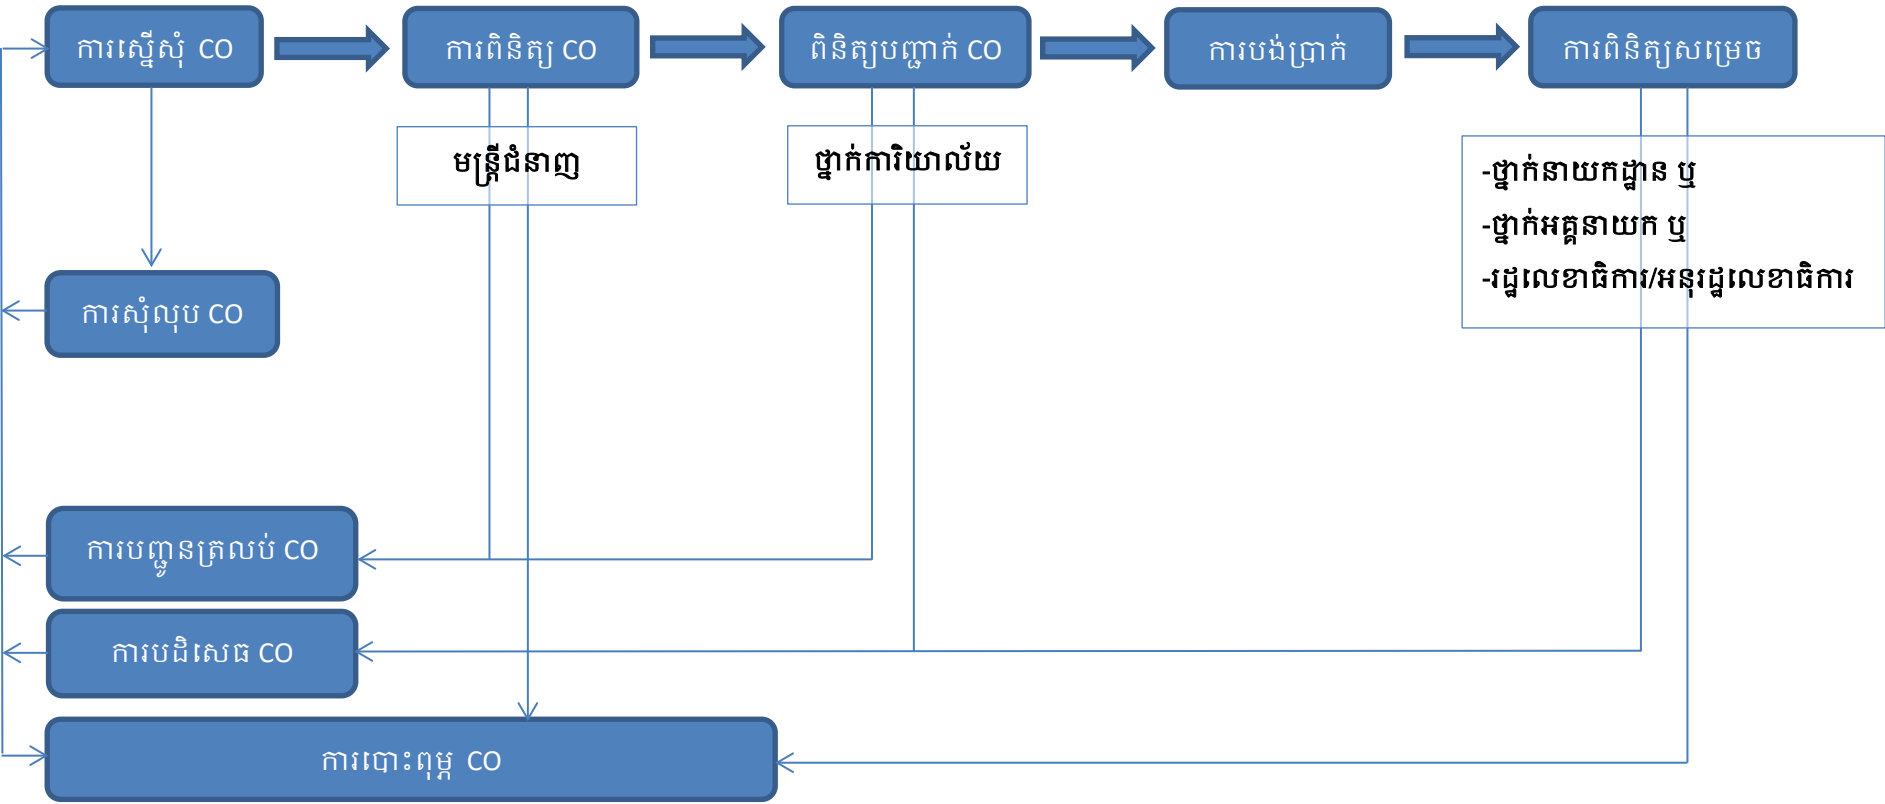 ការស្នើសុំ CO
ការពិនិត្យ CO
ពិនិត្យបញ្ជាក់ CO
ការបង់ប្រាក់
ការពិនិត្យសម្រេច
មន្ត្រីជំនាញ
ថ្នាក់ការិយាល័យ
-ថ្នាក់នាយកដ្ឋាន ឬ
-ថ្នាក់អគ្គនាយក ឬ
-រដ្ឋលេខាធិការ/អនុរដ្ឋលេខាធិការ
ការសុំលុប CO
ការបញ្ជូនត្រលប់ CO
ការបដិសេធ CO
ការបោះពុម្ភ CO